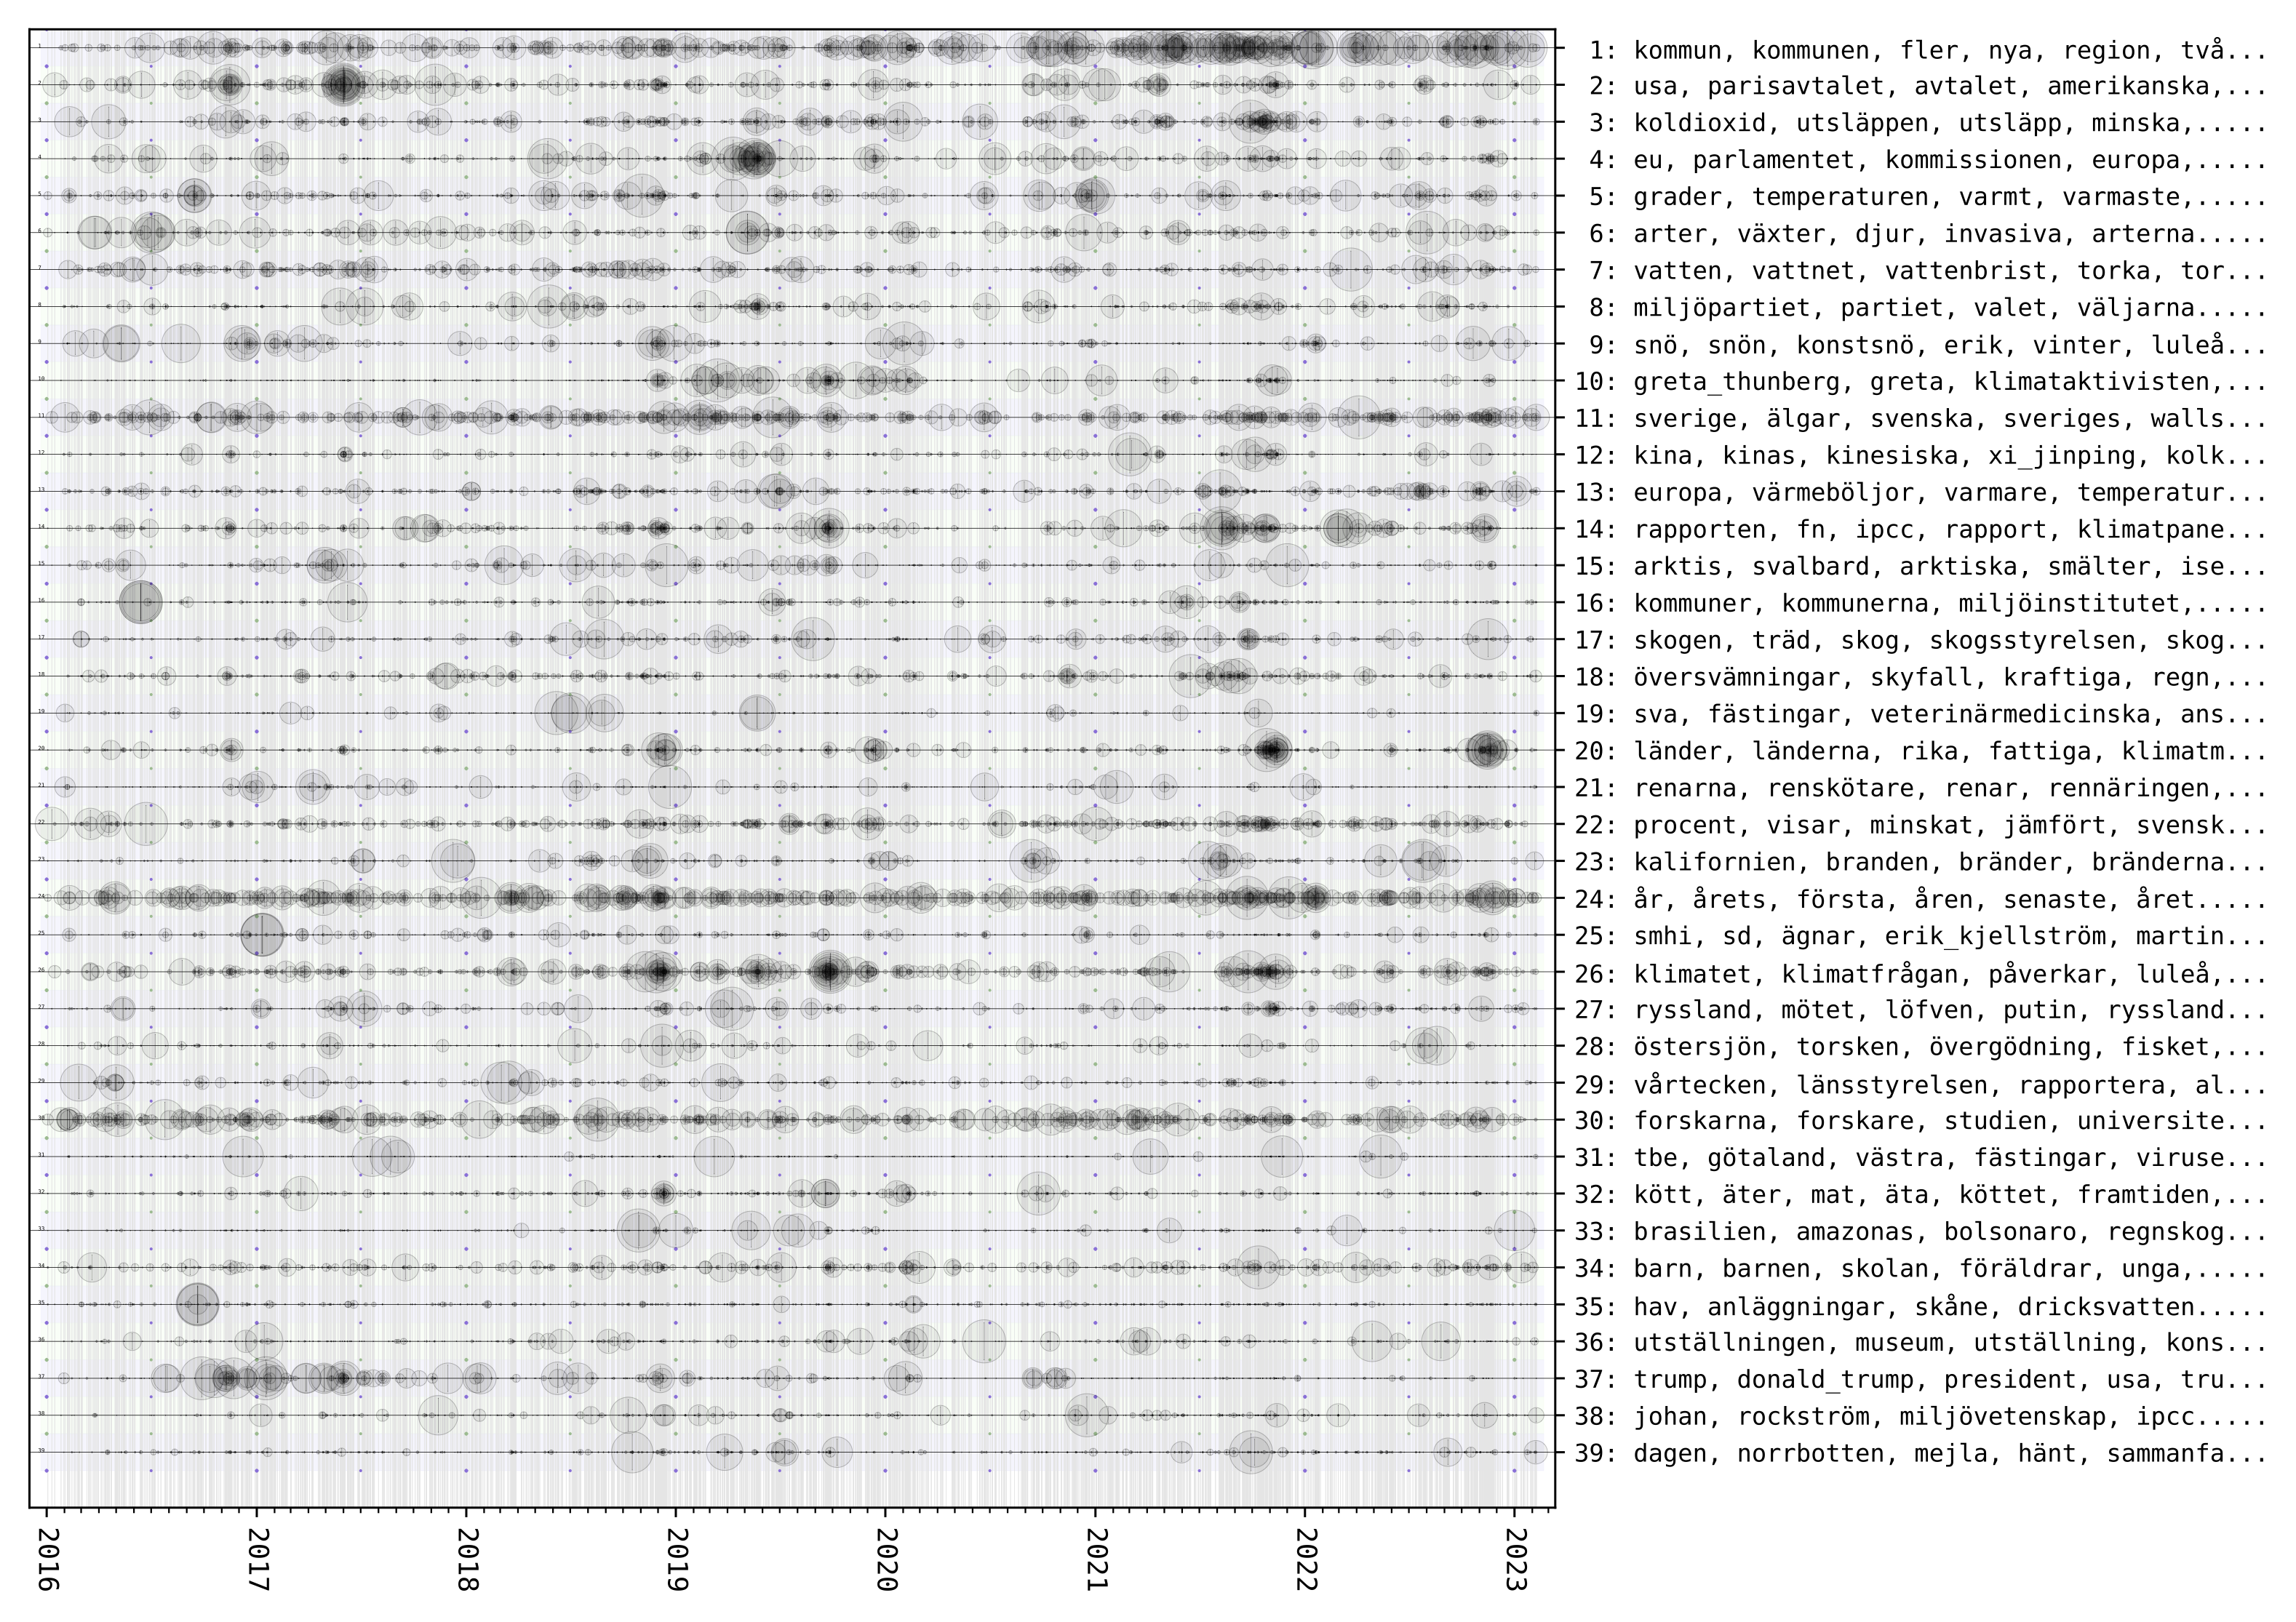 1: kommun, kommunen, fler, nya, region, två...
2: usa, parisavtalet, avtalet, amerikanska,...
3: koldioxid, utsläppen, utsläpp, minska,.....
4: eu, parlamentet, kommissionen, europa,.....
5: grader, temperaturen, varmt, varmaste,.....
6: arter, växter, djur, invasiva, arterna.....
7: vatten, vattnet, vattenbrist, torka, tor...
8: miljöpartiet, partiet, valet, väljarna.....
9: snö, snön, konstsnö, erik, vinter, luleå...
10: greta_thunberg, greta, klimataktivisten,...
11: sverige, älgar, svenska, sveriges, walls...
12: kina, kinas, kinesiska, xi_jinping, kolk...
13: europa, värmeböljor, varmare, temperatur...
14: rapporten, fn, ipcc, rapport, klimatpane...
15: arktis, svalbard, arktiska, smälter, ise...
16: kommuner, kommunerna, miljöinstitutet,.....
17: skogen, träd, skog, skogsstyrelsen, skog...
18: översvämningar, skyfall, kraftiga, regn,...
19: sva, fästingar, veterinärmedicinska, ans...
20: länder, länderna, rika, fattiga, klimatm...
21: renarna, renskötare, renar, rennäringen,...
22: procent, visar, minskat, jämfört, svensk...
23: kalifornien, branden, bränder, bränderna...
24: år, årets, första, åren, senaste, året.....
25: smhi, sd, ägnar, erik_kjellström, martin...
26: klimatet, klimatfrågan, påverkar, luleå,...
27: ryssland, mötet, löfven, putin, ryssland...
28: östersjön, torsken, övergödning, fisket,...
29: vårtecken, länsstyrelsen, rapportera, al...
30: forskarna, forskare, studien, universite...
31: tbe, götaland, västra, fästingar, viruse...
32: kött, äter, mat, äta, köttet, framtiden,...
33: brasilien, amazonas, bolsonaro, regnskog...
34: barn, barnen, skolan, föräldrar, unga,.....
35: hav, anläggningar, skåne, dricksvatten.....
36: utställningen, museum, utställning, kons...
37: trump, donald_trump, president, usa, tru...
38: johan, rockström, miljövetenskap, ipcc.....
39: dagen, norrbotten, mejla, hänt, sammanfa...
2016 2017 2018 2019 2020 2021 2022 2023